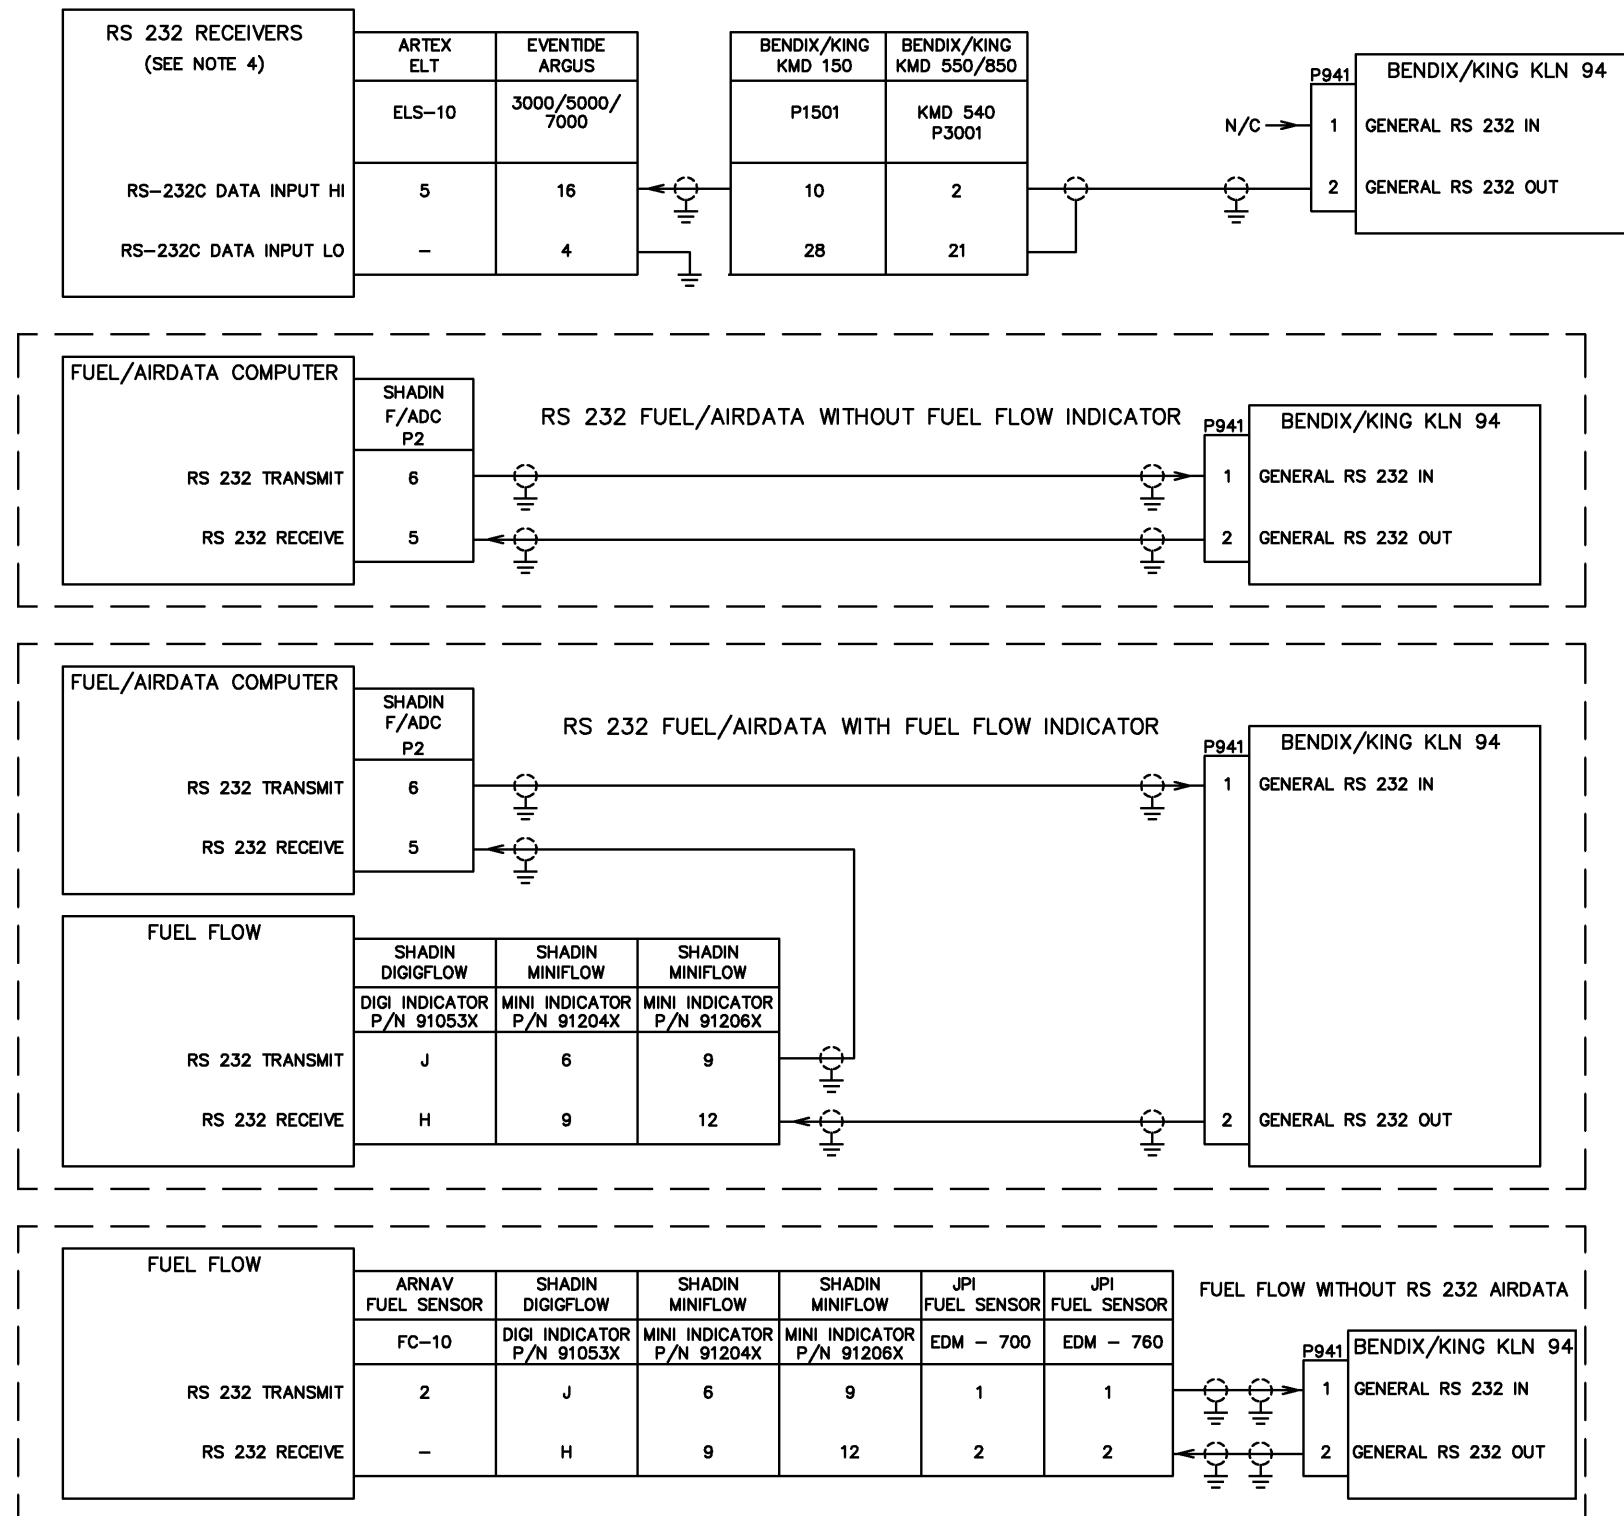 RS 232 RECEIVERS
(SEE NOTE 4)
ARTEX ELT
EVENTIDE ARGUS
BENDIX/KING KMD 150
BENDIX/KING KMD 550/850
ELS-10
3000/5000/7000
P1501
KMD 540 P3001
P941
BENDIX/KING KLN 94
N/C 1 GENERAL RS 232 IN
RS-232C DATA INPUT HI 5 16 10 2 2 GENERAL RS 232 OUT
RS-232C DATA INPUT LO - 4 28 21
FUEL/AIRDATA COMPUTER
SHADIN
F/ADC
P2
RS 232 FUEL/AIRDATA WITHOUT FUEL FLOW INDICATOR
P941
BENDIX/KING KLN 94
RS 232 TRANSMIT 6 1 GENERAL RS 232 IN
RS 232 RECEIVE 5 2 GENERAL RS 232 OUT
FUEL/AIRDATA COMPUTER
SHADIN
F/ADC
P2
RS 232 FUEL/AIRDATA WITH FUEL FLOW INDICATOR
P941
BENDIX/KING KLN 94
RS 232 TRANSMIT 6 1 GENERAL RS 232 IN
RS 232 RECEIVE 5
FUEL FLOW
SHADIN DIGIGFLOW
SHADIN MINIFLOW
SHADIN MINIFLOW
DIGI INDICATOR P/N 91053X
MINI INDICATOR P/N 91204X
MINI INDICATOR P/N 91206X
RS 232 TRANSMIT J 6 9
RS 232 RECEIVE H 9 12 2 GENERAL RS 232 OUT
FUEL FLOW
ARNAV FUEL SENSOR
SHADIN DIGIGFLOW
SHADIN MINIFLOW
SHADIN MINIFLOW
JPI FUEL SENSOR
JPI FUEL SENSOR
FUEL FLOW WITHOUT RS 232 AIRDATA
FC-10
DIGI INDICATOR P/N 91053X
MINI INDICATOR P/N 91204X
MINI INDICATOR P/N 91206X
EDM - 700
EDM - 760
P941
BENDIX/KING KLN 94
RS 232 TRANSMIT 2 J 6 9 1 1 1 GENERAL RS 232 IN
RS 232 RECEIVE - H 9 12 2 2 2 GENERAL RS 232 OUT